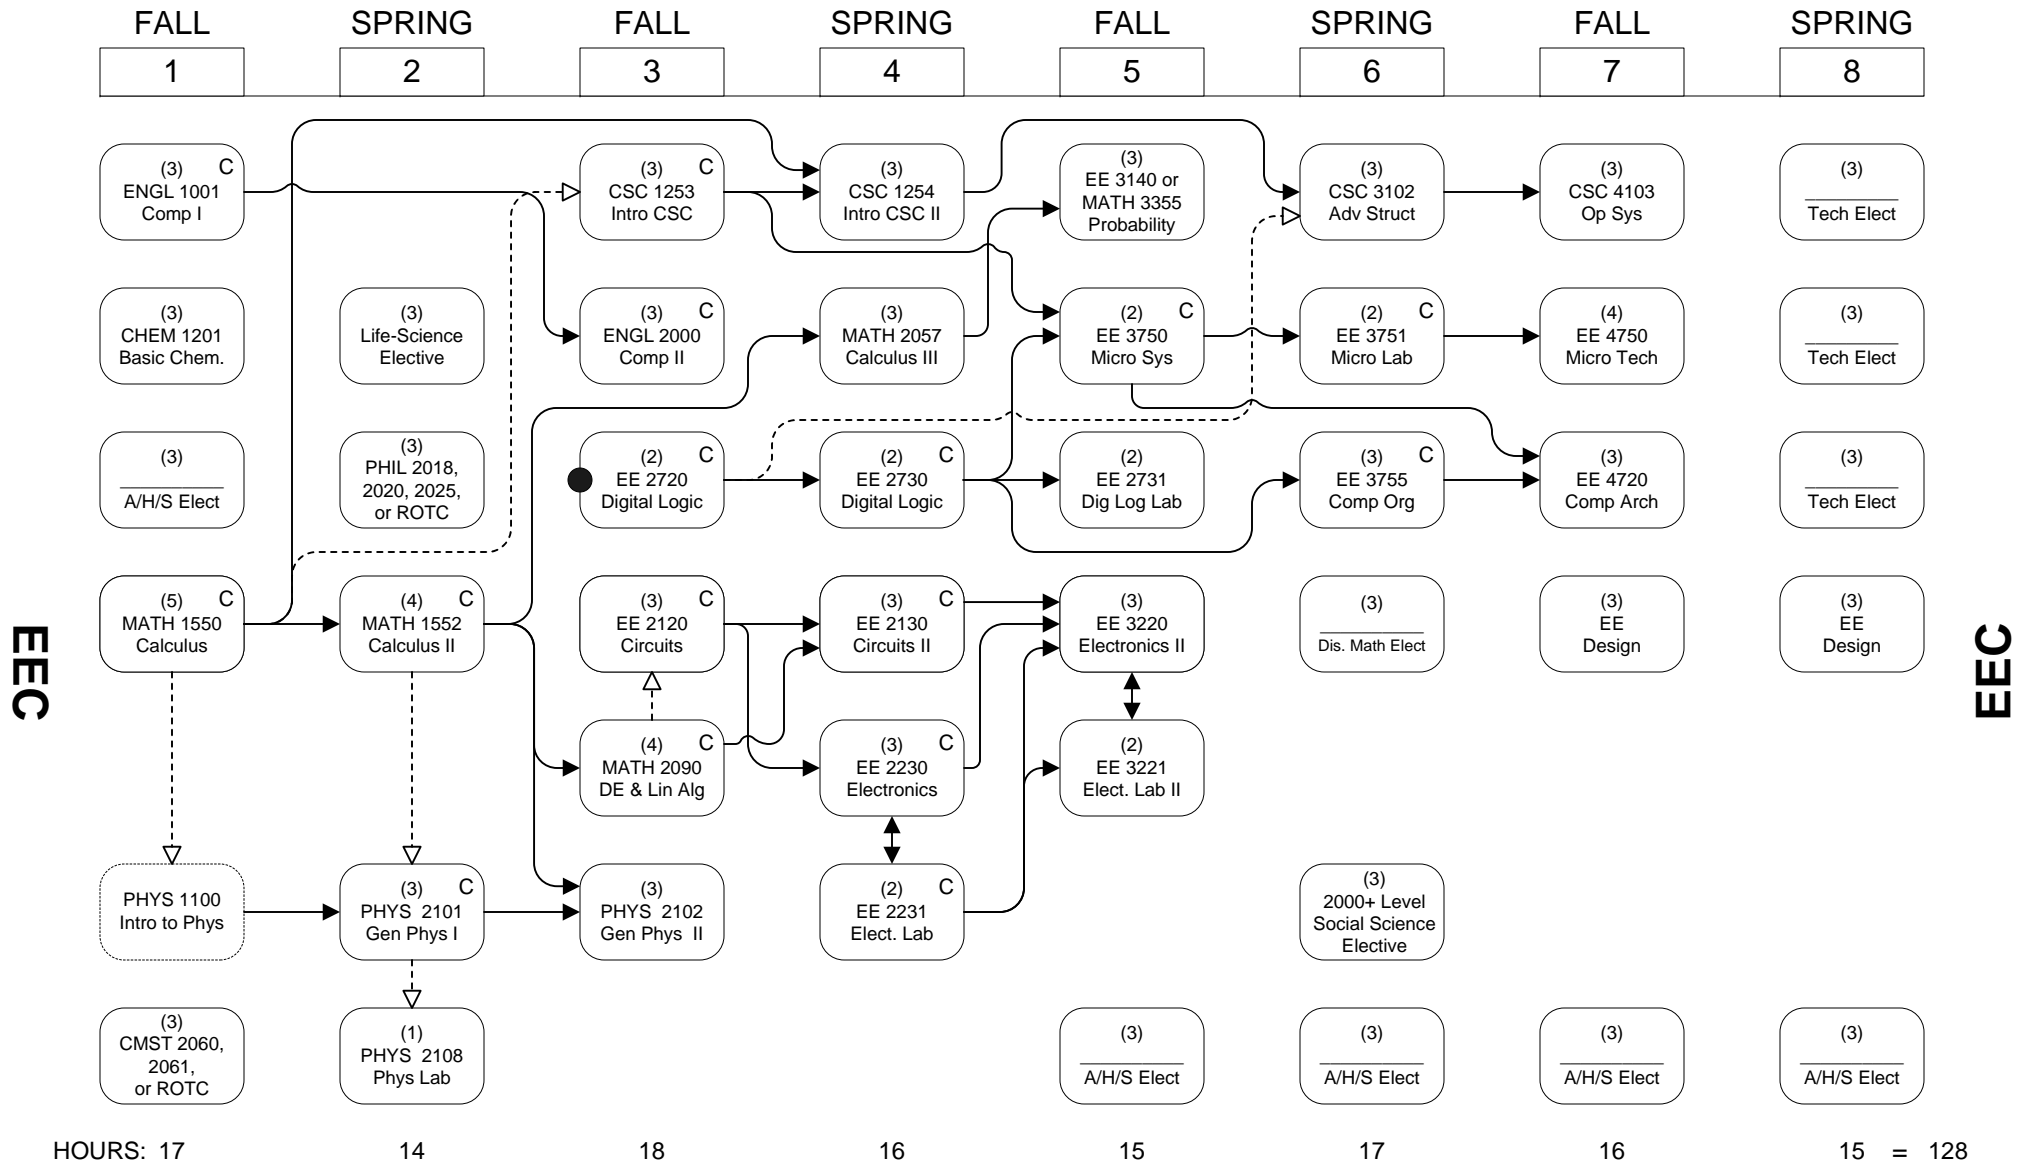 FALL SPRING FALL SPRING FALL SPRING FALL SPRING
1 2 3 4 5 6 7 8
(3) C
ENGL 1001
Comp I
(3) C
CSC 1253
Intro CSC
(3)
CSC 1254
Intro CSC II
(3)
EE 3140 or
MATH 3355
Probability
(3)
CSC 3102
Adv Struct
(3)
CSC 4103
Op Sys
(3)
Tech Elect
(3)
CHEM 1201
Basic Chem.
(3)
Life-Science
Elective
(3) C
ENGL 2000
Comp II
(3)
MATH 2057
Calculus III
(2) C
EE 3750
Micro Sys
(2) C
EE 3751
Micro Lab
(4)
EE 4750
Micro Tech
(3)
Tech Elect
(3)
A/H/S Elect
(3)
PHIL 2018,
2020, 2025,
or ROTC
(2) C
EE 2720
Digital Logic
(2) C
EE 2730
Digital Logic
(2)
EE 2731
Dig Log Lab
(3) C
EE 3755
Comp Org
(3)
EE 4720
Comp Arch
(3)
Tech Elect
EEC
(5) C
MATH 1550
Calculus
(4) C
MATH 1552
Calculus II
(3) C
EE 2120
Circuits
(3) C
EE 2130
Circuits II
(3)
EE 3220
Electronics II
(3)
Dis. Math Elect
(3)
EE
Design
(3)
EE
Design
EEC
(4) C
MATH 2090
DE & Lin Alg
(3) C
EE 2230
Electronics
(2)
EE 3221
Elect. Lab II
PHYS 1100
Intro to Phys
(3) C
PHYS 2101
Gen Phys I
(3)
PHYS 2102
Gen Phys II
(2) C
EE 2231
Elect. Lab
(3)
2000+ Level
Social Science
Elective
(3)
CMST 2060,
2061,
or ROTC
(1)
PHYS 2108
Phys Lab
(3)
A/H/S Elect
(3)
A/H/S Elect
(3)
A/H/S Elect
(3)
A/H/S Elect
HOURS: 17 14 18 16 15 17 16 15 = 128